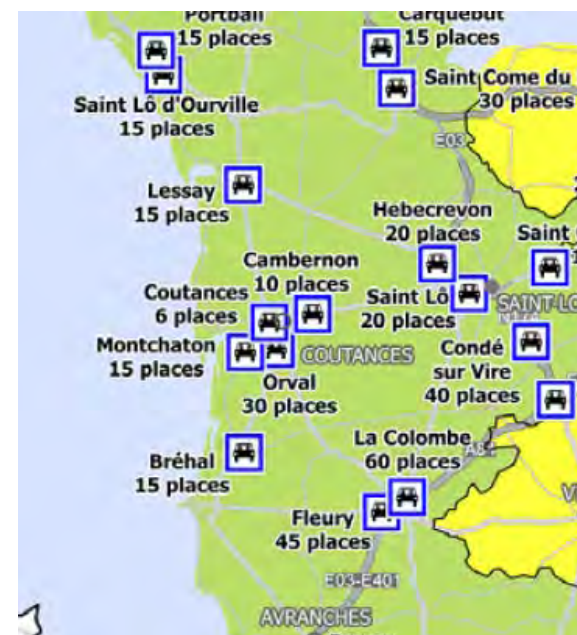 Portbail
15 places
Carquebut
15 places
Saint Come du
30 places
Saint Lô d'Ourville
15 places
E03
Lessay
15 places
Hébecrevon
20 places
Saint
Cambernon
10 places
Coutances
6 places
Saint Lô
20 places
SAINT-LO
Montchaton
15 places
COUTANCES
Condé
sur Vire
40 places
Orval
30 places
La Colombe
60 places
A84
Bréhal
15 places
Fleury
45 places
E03-E401
AVRANCHES